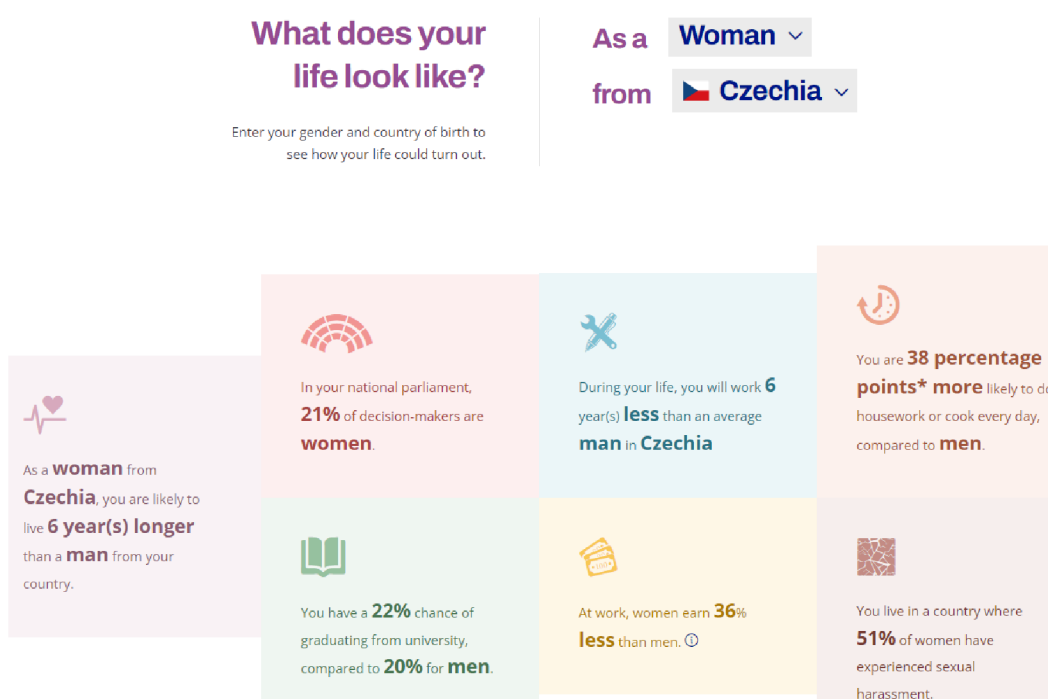 What does your
life look like?
Enter your gender and country of birth to
see how your life could turn out.
As a Woman
from Czechia
As a woman from
Czechia, you are likely to
live 6 year(s) longer
than a man from your
country.
In your national parliament,
21% of decision-makers are
women.
During your life, you will work 6
year(s) less than an average
man in Czechia
You are 38 percentage
points* more likely to do
housework or cook every day,
compared to men.
You have a 22% chance of
graduating from university,
compared to 20% for men.
At work, women earn 36%
less than men.
You live in a country where
51% of women have
experienced sexual
harassment.